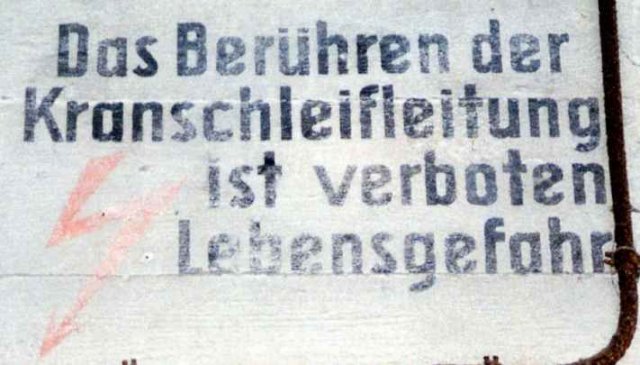 Das Berühren der
Kranschleifleitung
ist verboten
Lebensgefahr